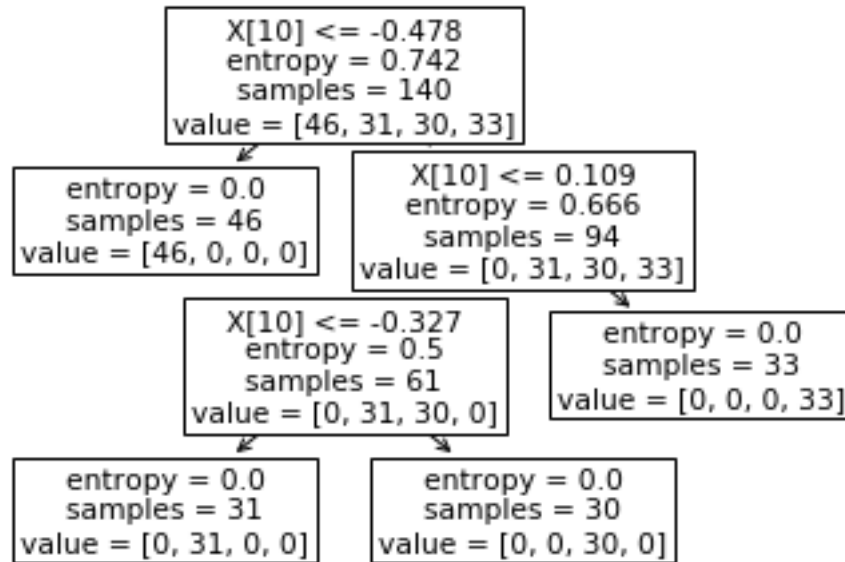 X[10] <= -0.478
entropy = 0.742
samples = 140
value = [46, 31, 30, 33]
entropy = 0.0
samples = 46
value = [46, 0, 0, 0]
X[10] <= 0.109
entropy = 0.666
samples = 94
value = [0, 31, 30, 33]
X[10] <= -0.327
entropy = 0.5
samples = 61
value = [0, 31, 30, 0]
entropy = 0.0
samples = 33
value = [0, 0, 0, 33]
entropy = 0.0
samples = 31
value = [0, 31, 0, 0]
entropy = 0.0
samples = 30
value = [0, 0, 30, 0]